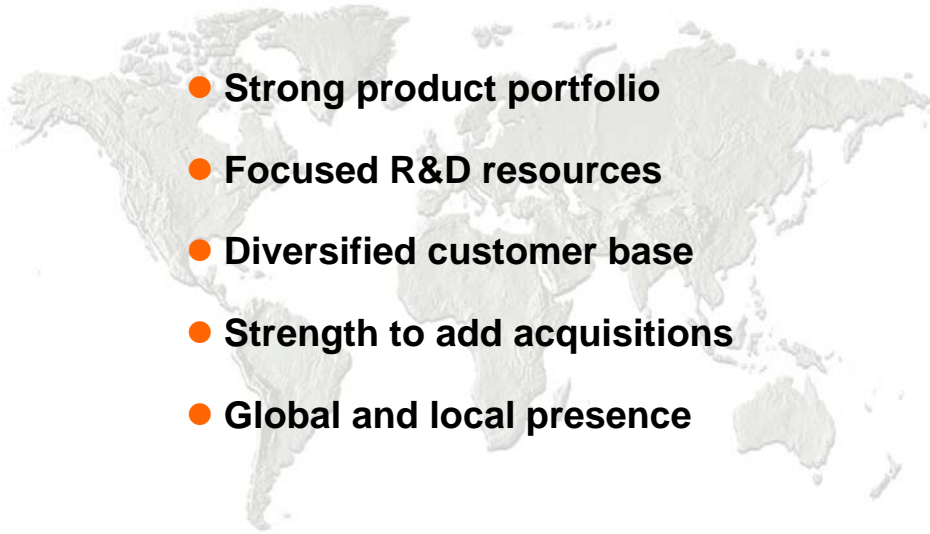 Strong product portfolio
Focused R&D resources
Diversified customer base
Strength to add acquisitions
Global and local presence